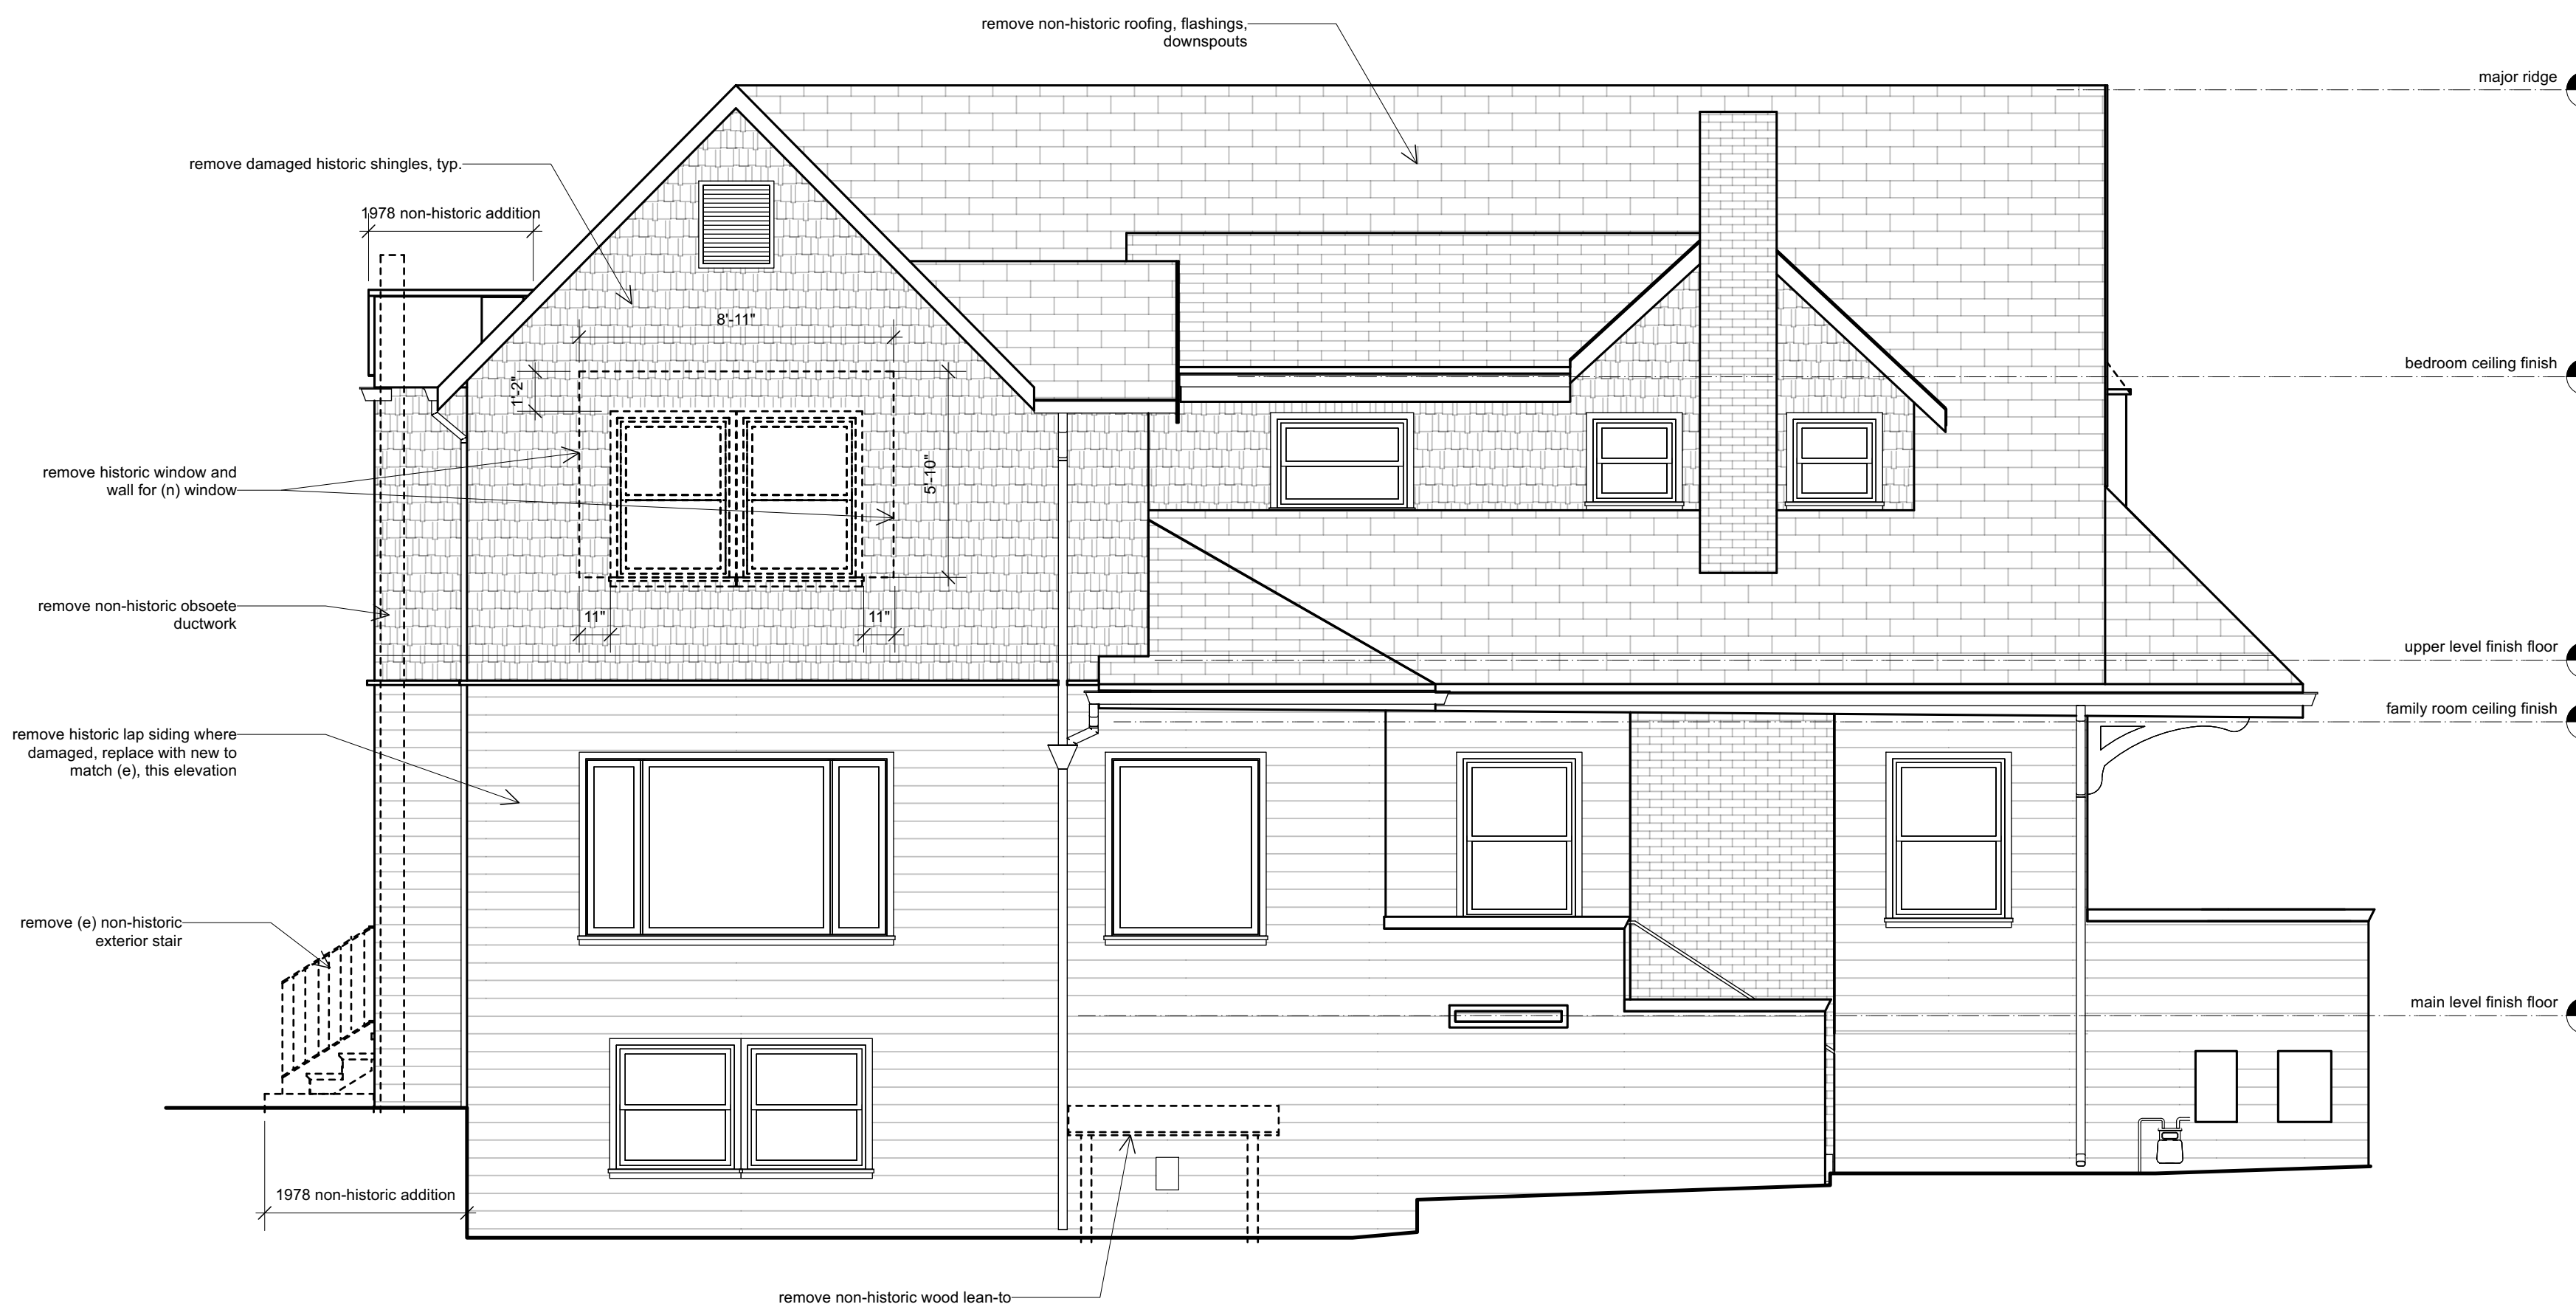 remove non-historic roofing, flashings,
downspouts
major ridge
remove damaged historic shingles, typ.
1978 non-historic addition
8'-11"
1'-2"
bedroom ceiling finish
5'-10"
remove historic window and
wall for (n) window
remove non-historic obsoete
ductwork
11"
11"
upper level finish floor
family room ceiling finish
remove historic lap siding where
damaged, replace with new to
match (e), this elevation
remove (e) non-historic
exterior stair
main level finish floor
1978 non-historic addition
remove non-historic wood lean-to